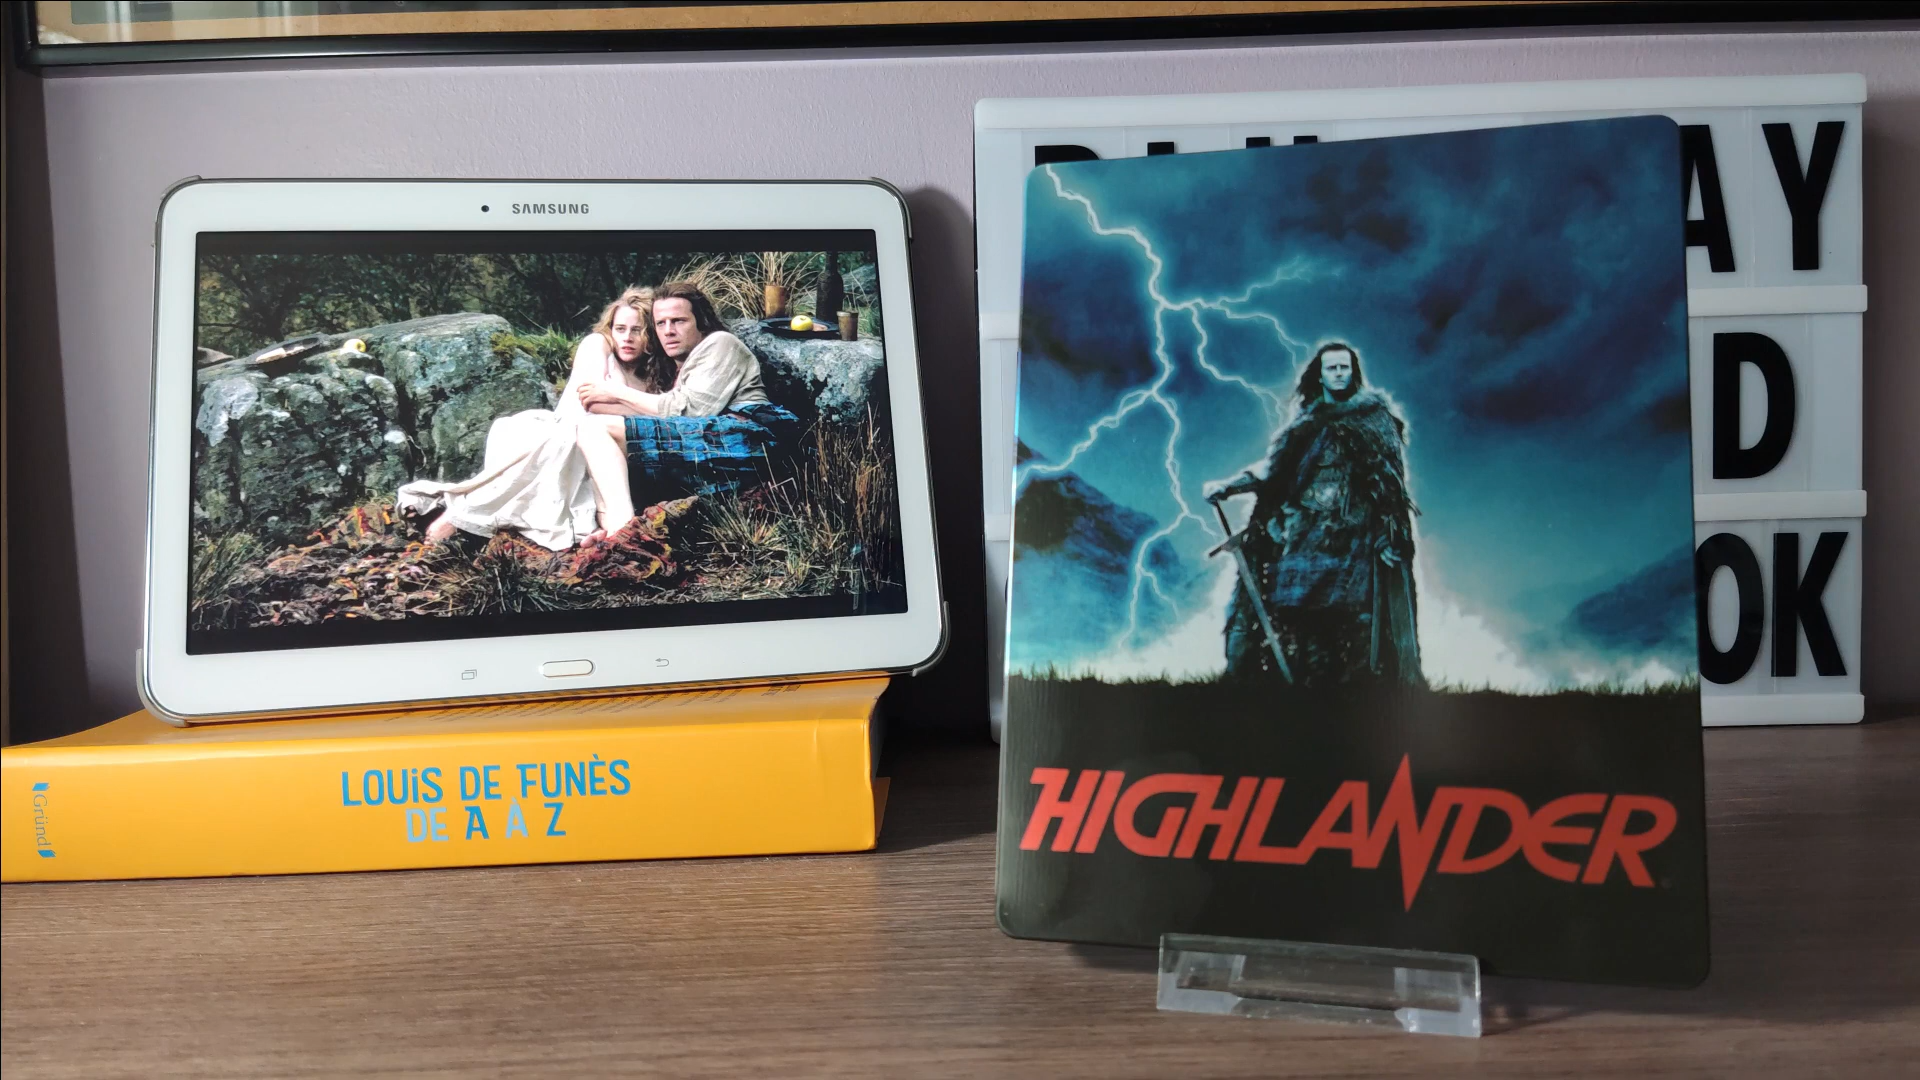 SAMSUNG
LOUiS DE FUNÈS
DE A À Z
Gründ
HIGHLANDER
AY
D
OK